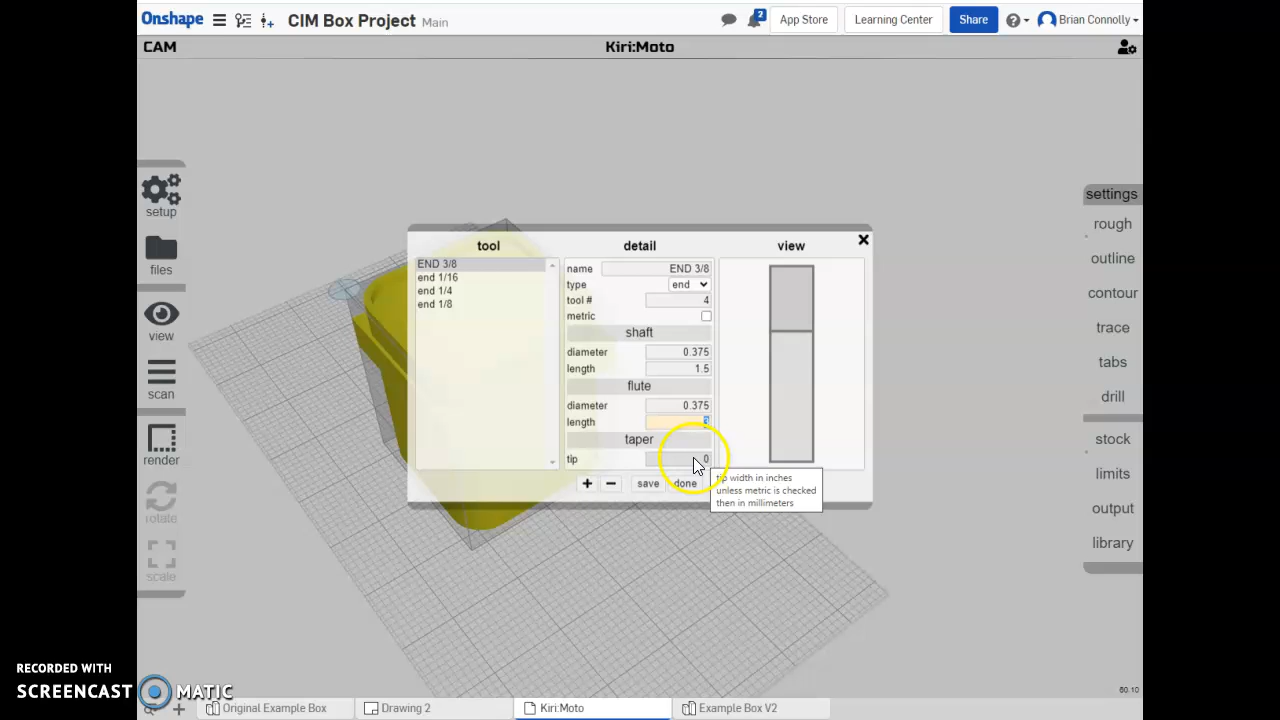 Onshape
CIM Box Project Main
2
App Store
Learning Center
Share
Brian Connolly
CAM
Kiri:Moto
setup
files
view
scan
render
rotate
scale
tool
detail
view
END 3/8
end 1/16
end 1/4
end 1/8
name END 3/8
type end
tool # 4
metric
shaft
diameter 0.375
length 1.5
flute
diameter 0.375
length
taper
tip 0
save
done
tip width in inches
unless metric is checked
then in millimeters
settings
rough
outline
contour
trace
tabs
drill
stock
limits
output
library
60.10
RECORDED WITH
SCREENCAST MATIC
Original Example Box
Drawing 2
Kiri:Moto
Example Box V2